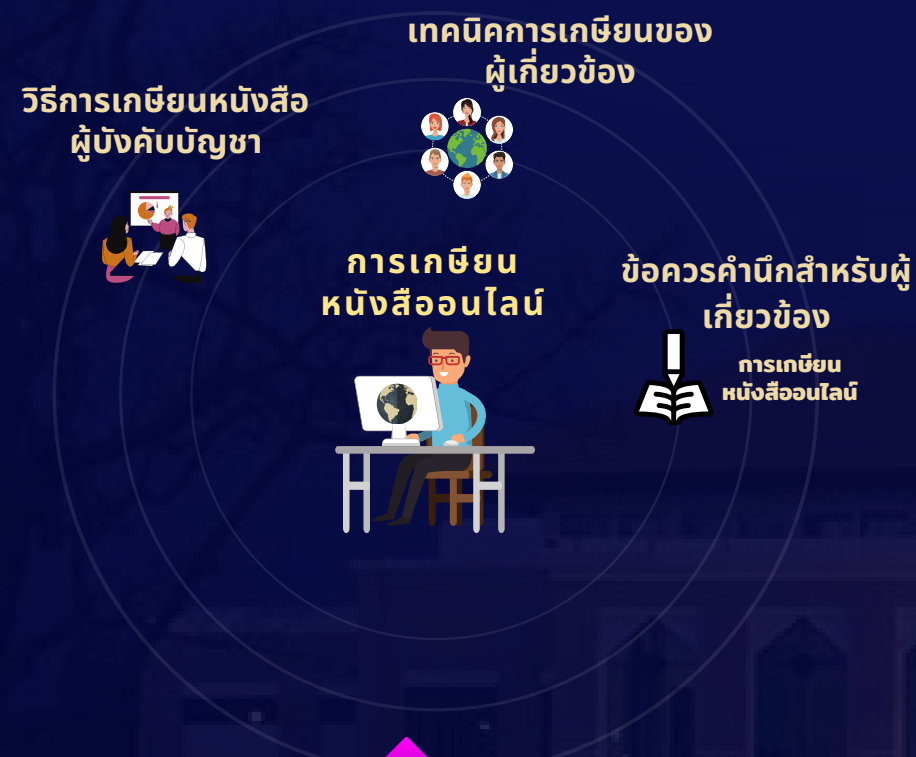 เทคนิคการเกษียนของ
ผู้เกี่ยวข้อง
วิธีการเกษียนหนังสือ
ผู้บังคับบัญชา
การเกษียน
หนังสือออนไลน์
ข้อควรคำนึกสำหรับผู้
เกี่ยวข้อง
การเกษียน
หนังสืออออนไลน์